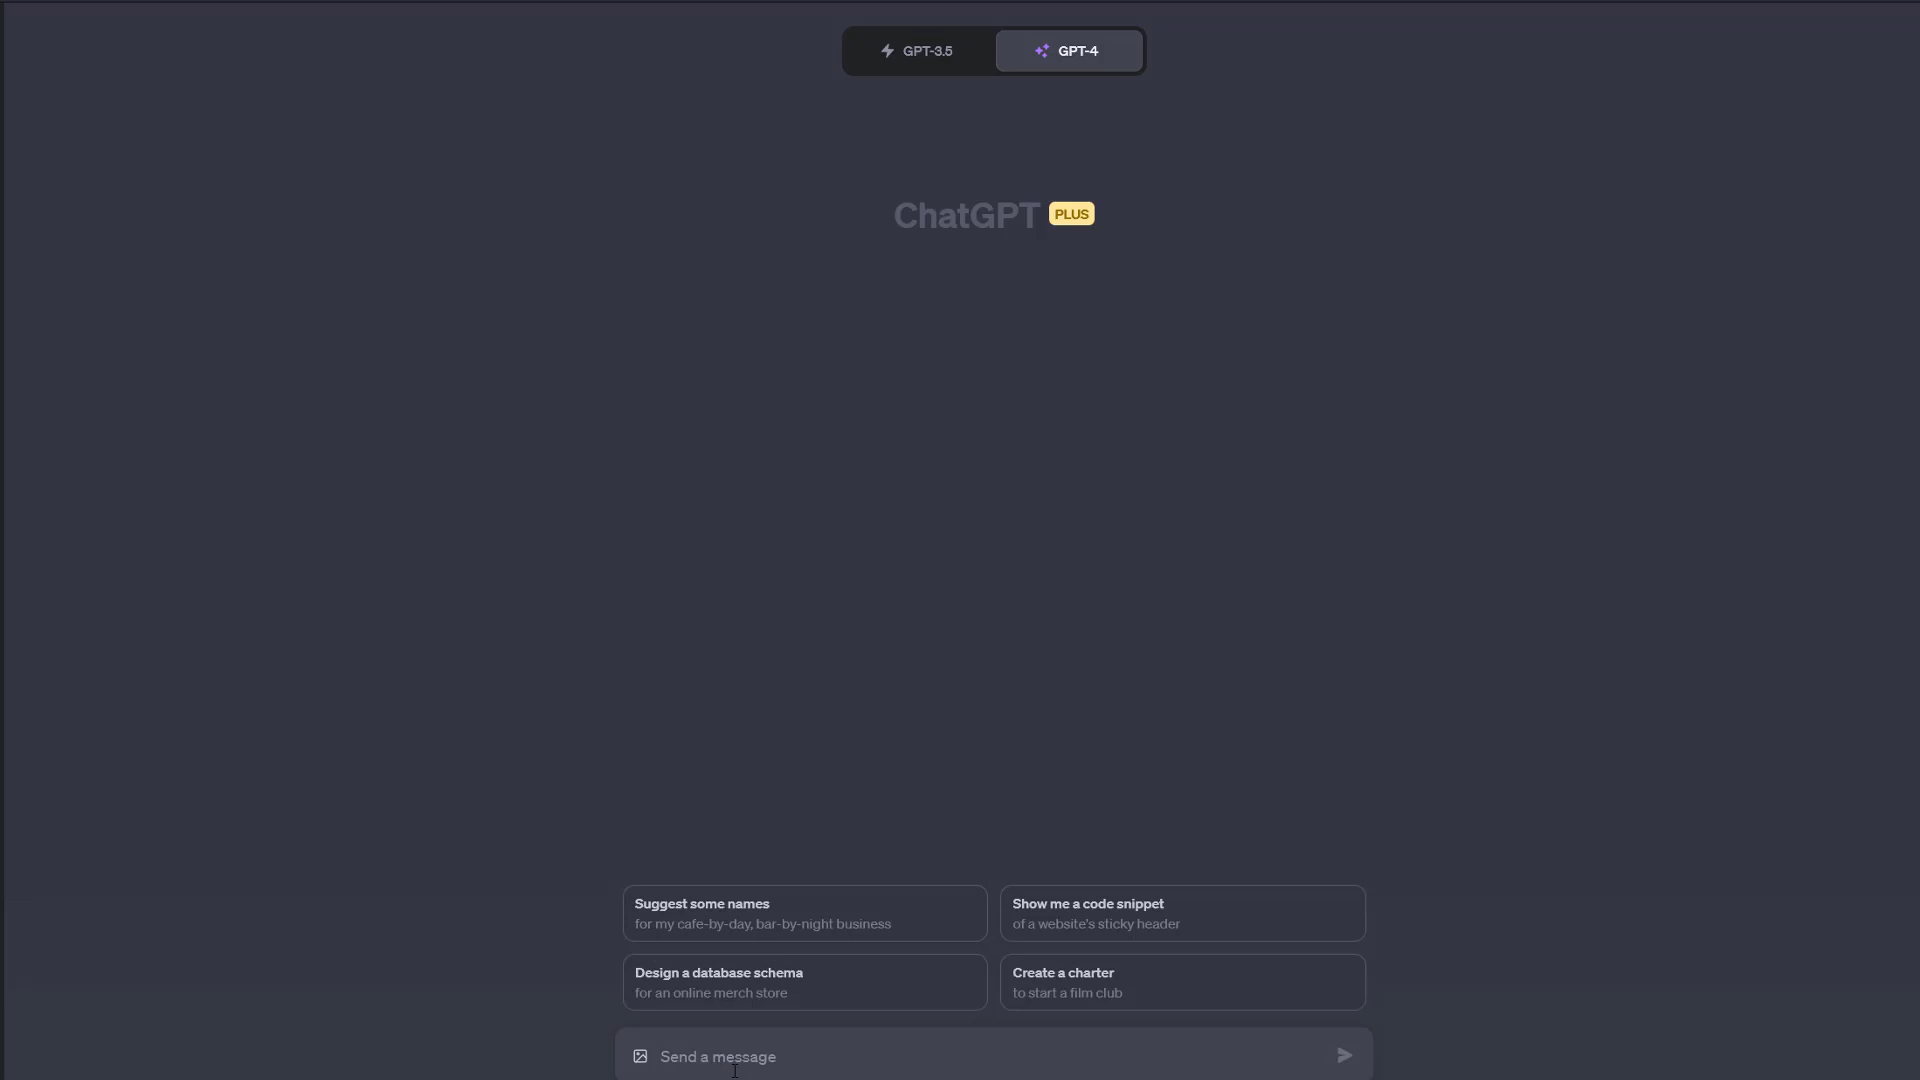 GPT-3.5
GPT-4
ChatGPT PLUS
Suggest some names
for my cafe-by-day, bar-by-night business
Show me a code snippet
of a website's sticky header
Design a database schema
for an online merch store
Create a charter
to start a film club
Send a message